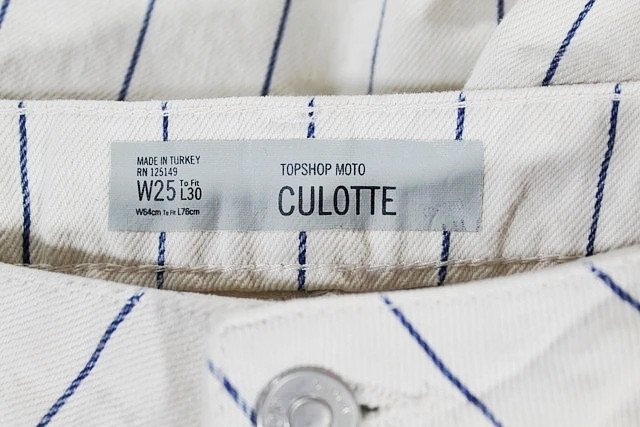 MADE IN TURKEY
RN 125149
W25 To Fit L30
W64cm To Fit L76cm
TOPSHOP MOTO
CULOTTE